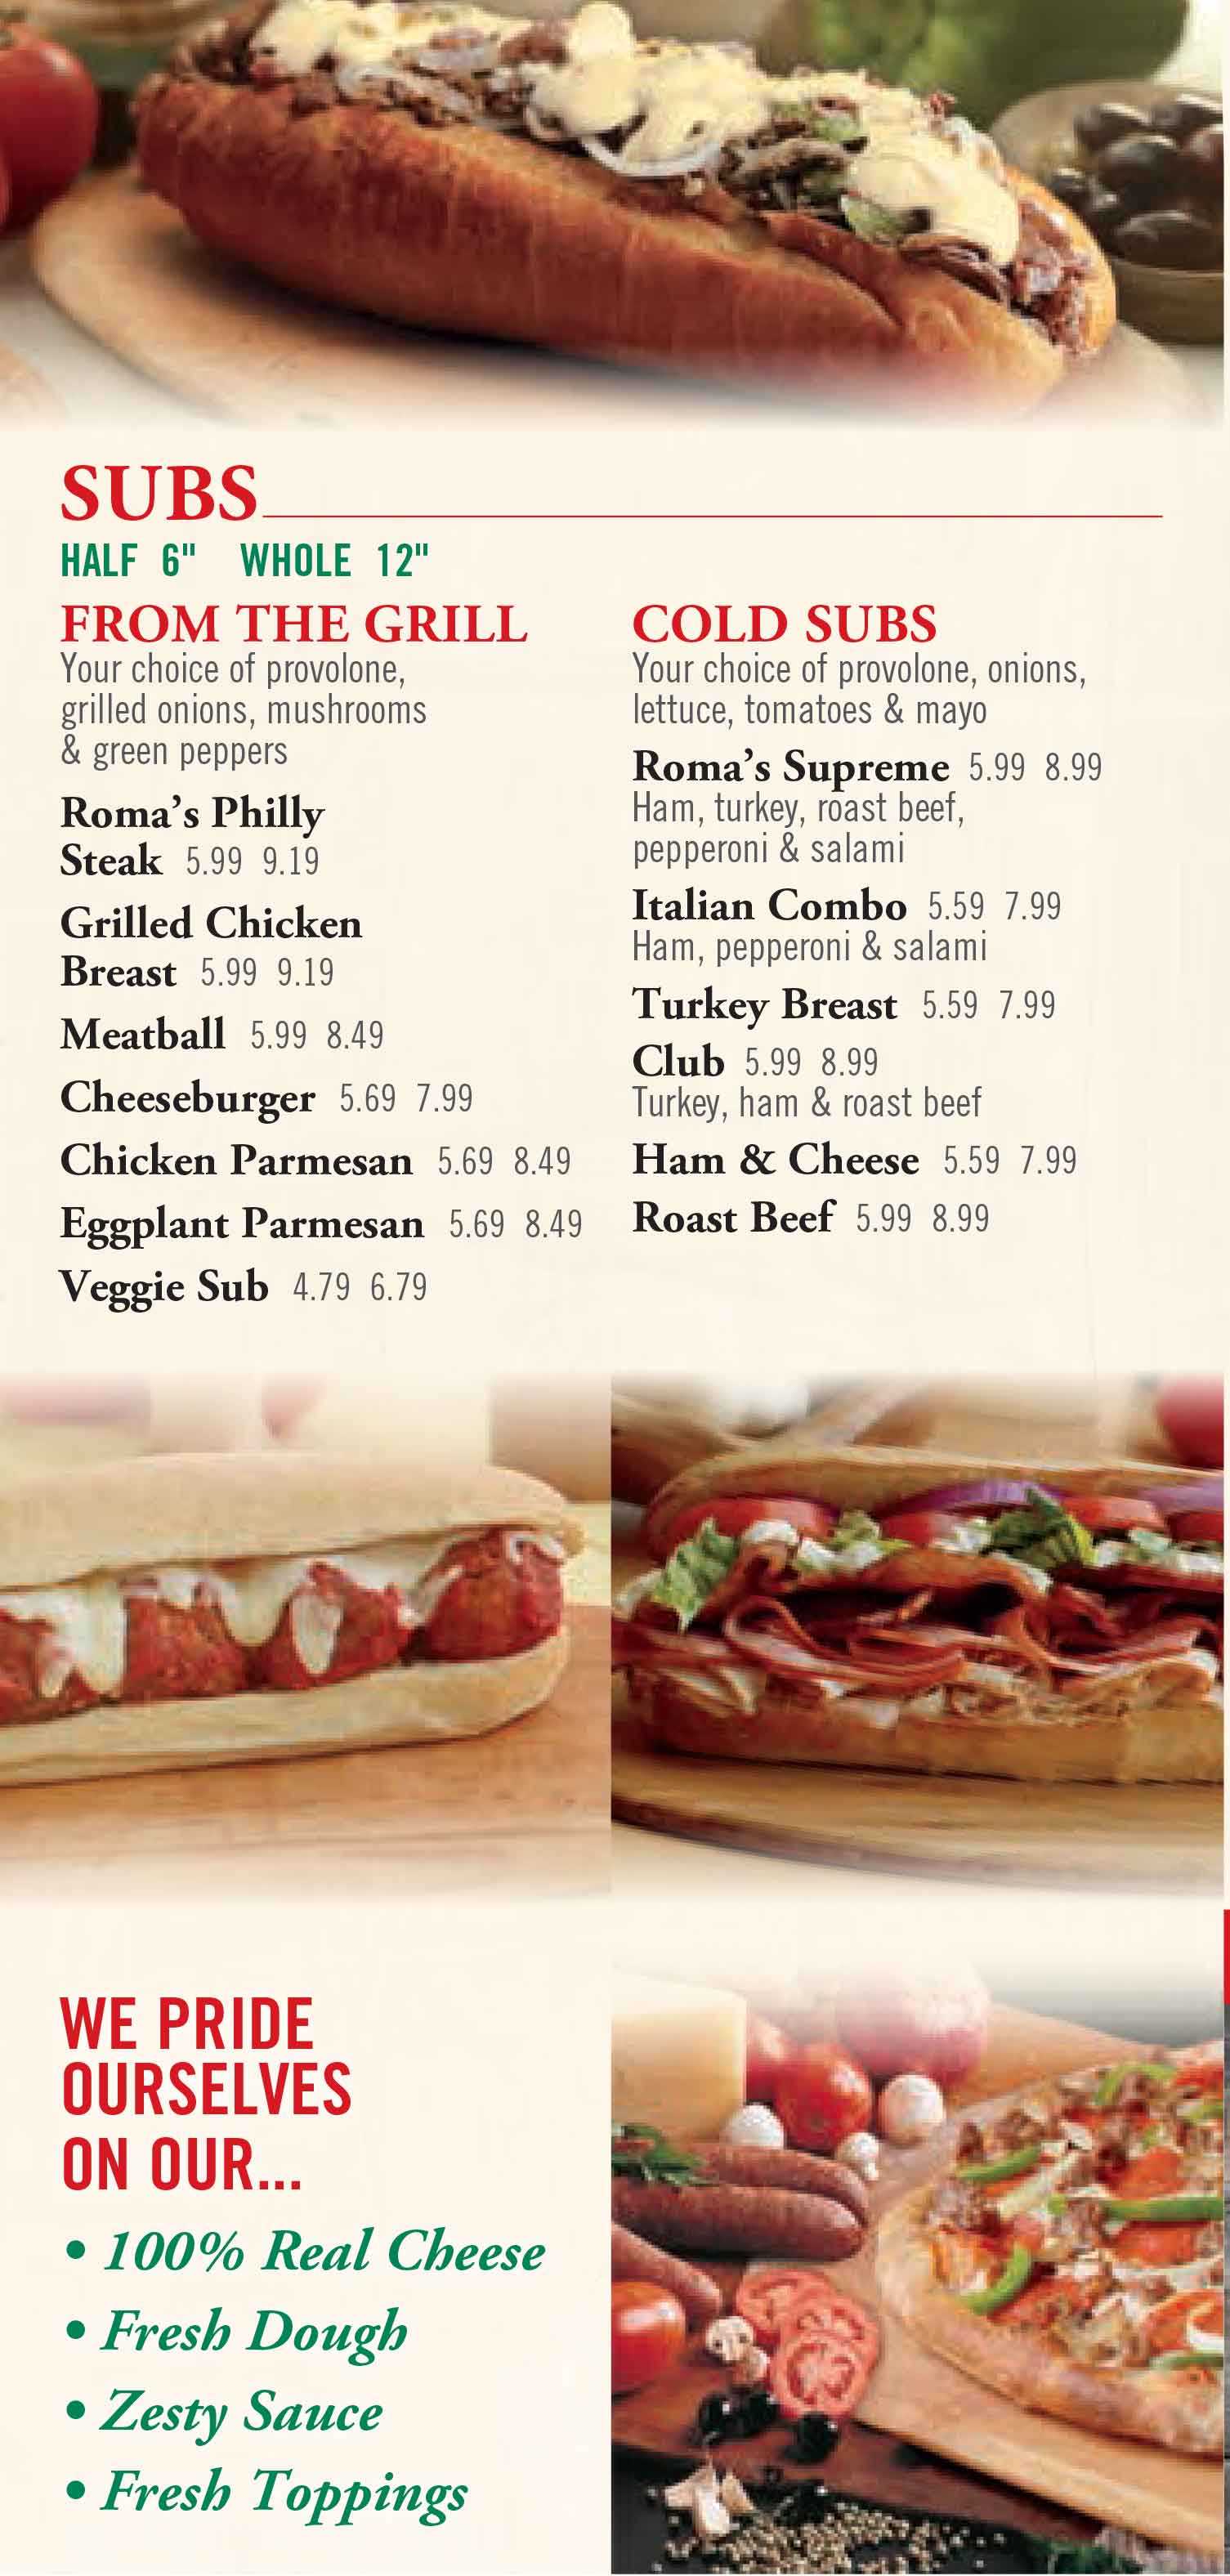 SUBS
HALF 6" WHOLE 12"
FROM THE GRILL
Your choice of provolone,
grilled onions, mushrooms
& green peppers
Roma's Philly
Steak 5.99 9.19
Grilled Chicken
Breast 5.99 9.19
Meatball 5.99 8.49
Cheeseburger 5.69 7.99
Chicken Parmesan 5.69 8.49
Eggplant Parmesan 5.69 8.49
Veggie Sub 4.79 6.79
COLD SUBS
Your choice of provolone, onions,
lettuce, tomatoes & mayo
Roma's Supreme 5.99 8.99
Ham, turkey, roast beef,
pepperoni & salami
Italian Combo 5.59 7.99
Ham, pepperoni & salami
Turkey Breast 5.59 7.99
Club 5.99 8.99
Turkey, ham & roast beef
Ham & Cheese 5.59 7.99
Roast Beef 5.99 8.99
WE PRIDE
OURSELVES
ON OUR...
• 100% Real Cheese
• Fresh Dough
• Zesty Sauce
• Fresh Toppings